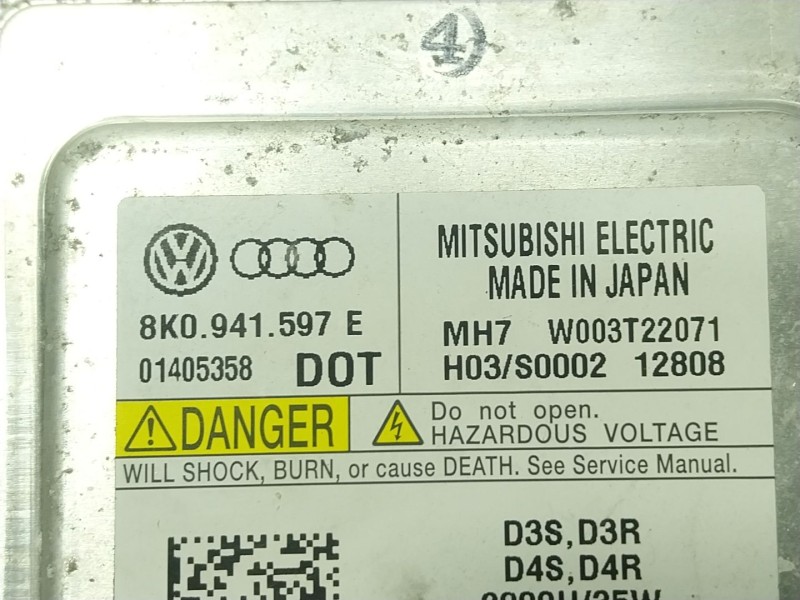 4
8K0.941.597 E
01405358 DOT
MITSUBISHI ELECTRIC
MADE IN JAPAN
MH7 W003T22071
H03/S0002 12808
DANGER
Do not open.
HAZARDOUS VOLTAGE
WILL SHOCK, BURN, or cause DEATH. See Service Manual.
D3S, D3R
D4S, D4R